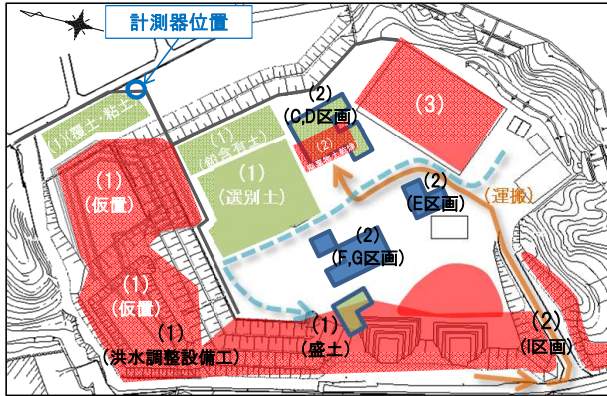 計測器位置
(1)(覆土・粘土)
(1)
(鉛含有土)
(1)
(選別土)
(2)
(C,D区画)
(2)
(3)
(2)
(E区画)
(運搬)
(2)
(F,G区画)
(1)
(仮置)
(1)
(仮置)
(1)
(洪水調整設備工)
(1)
(盛土)
(2)
(I区画)